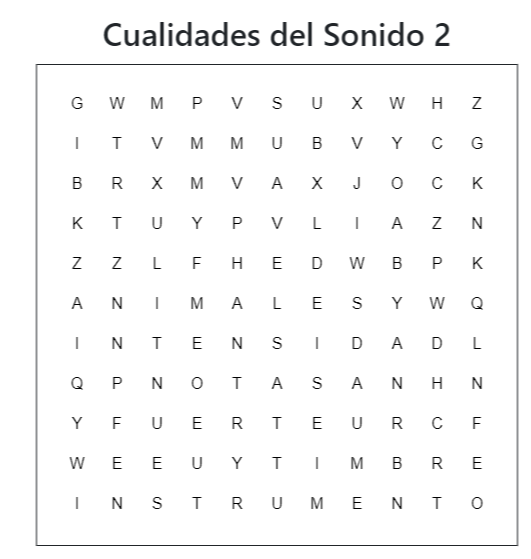 Cualidades del Sonido 2
G W M P V S U X W H Z
I T V M M U B V Y C G
B R X M V A X J O C K
K T U Y P V L I A Z N
Z Z L F H E D W B P K
A N I M A L E S Y W Q
I N T E N S I D A D L
Q P N O T A S A N H N
Y F U E R T E U R C F
W E E U Y T I M B R E
I N S T R U M E N T O